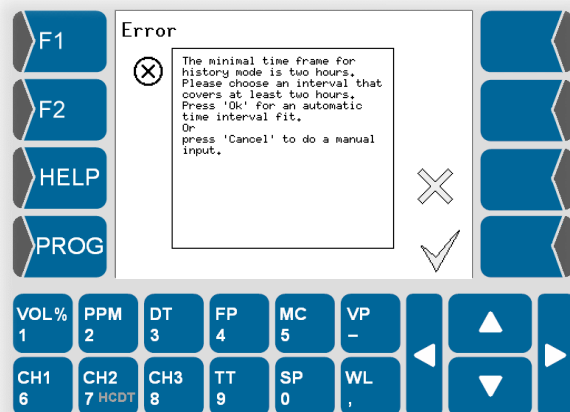 F1
F2
HELP
PROG
Error
The minimal time frame for
history mode is two hours.
Please choose an interval that
covers at least two hours.
Press 'Ok' for an automatic
time interval fit.
Or
press 'Cancel' to do a manual
input.
VOL% PPM DT FP MC VP
1 2 3 4 5 –
CH1 CH2 CH3 TT SP WL
6 7 HCDT 8 9 0 ,